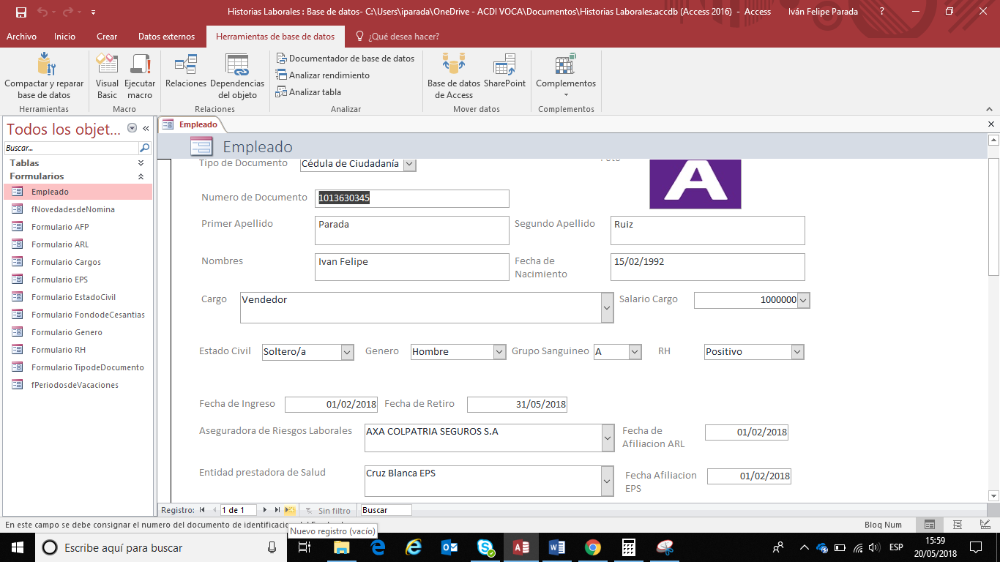 Historias Laborales : Base de datos- C:\Users\iparada\OneDrive - ACDI VOCA\Documentos\Historias Laborales.accdb (Access 2016) - Access Iván Felipe Parada ?
Archivo Inicio Crear Datos externos Herramientas de base de datos ¿Qué desea hacer?
Compactar y reparar base de datos
Herramientas
Visual Basic
Ejecutar macro
Macro
Relaciones
Dependencias del objeto
Relaciones
Documentador de base de datos
Analizar rendimiento
Analizar tabla
Analizar
Base de datos de Access
SharePoint
Mover datos
Complementos
Complementos
Todos los objet...
Buscar...
Tablas
Formularios
Empleado
fNovedadesdeNomina
Formulario AFP
Formulario ARL
Formulario Cargos
Formulario EPS
Formulario EstadoCivil
Formulario FondodeCesantias
Formulario Genero
Formulario RH
Formulario TipodeDocumento
fPeriodosdeVacaciones
Empleado
Empleado
Tipo de Documento Cédula de Ciudadanía
A
Numero de Documento 1013630345
Primer Apellido Parada Segundo Apellido Ruiz
Nombres Ivan Felipe Fecha de Nacimiento 15/02/1992
Cargo Vendedor Salario Cargo 1000000
Estado Civil Soltero/a Genero Hombre Grupo Sanguineo A RH Positivo
Fecha de Ingreso 01/02/2018 Fecha de Retiro 31/05/2018
Aseguradora de Riesgos Laborales AXA COLPATRIA SEGUROS S.A Fecha de Afiliacion ARL 01/02/2018
Entidad prestadora de Salud Cruz Blanca EPS Fecha Afiliacion EPS 01/02/2018
Registro: 1 de 1 Sin filtro Buscar
En este campo se debe consignar el numero del documento de identificacion
Bloq Num
Nuevo registro (vacío)
Escribe aquí para buscar
ESP
15:59
20/05/2018